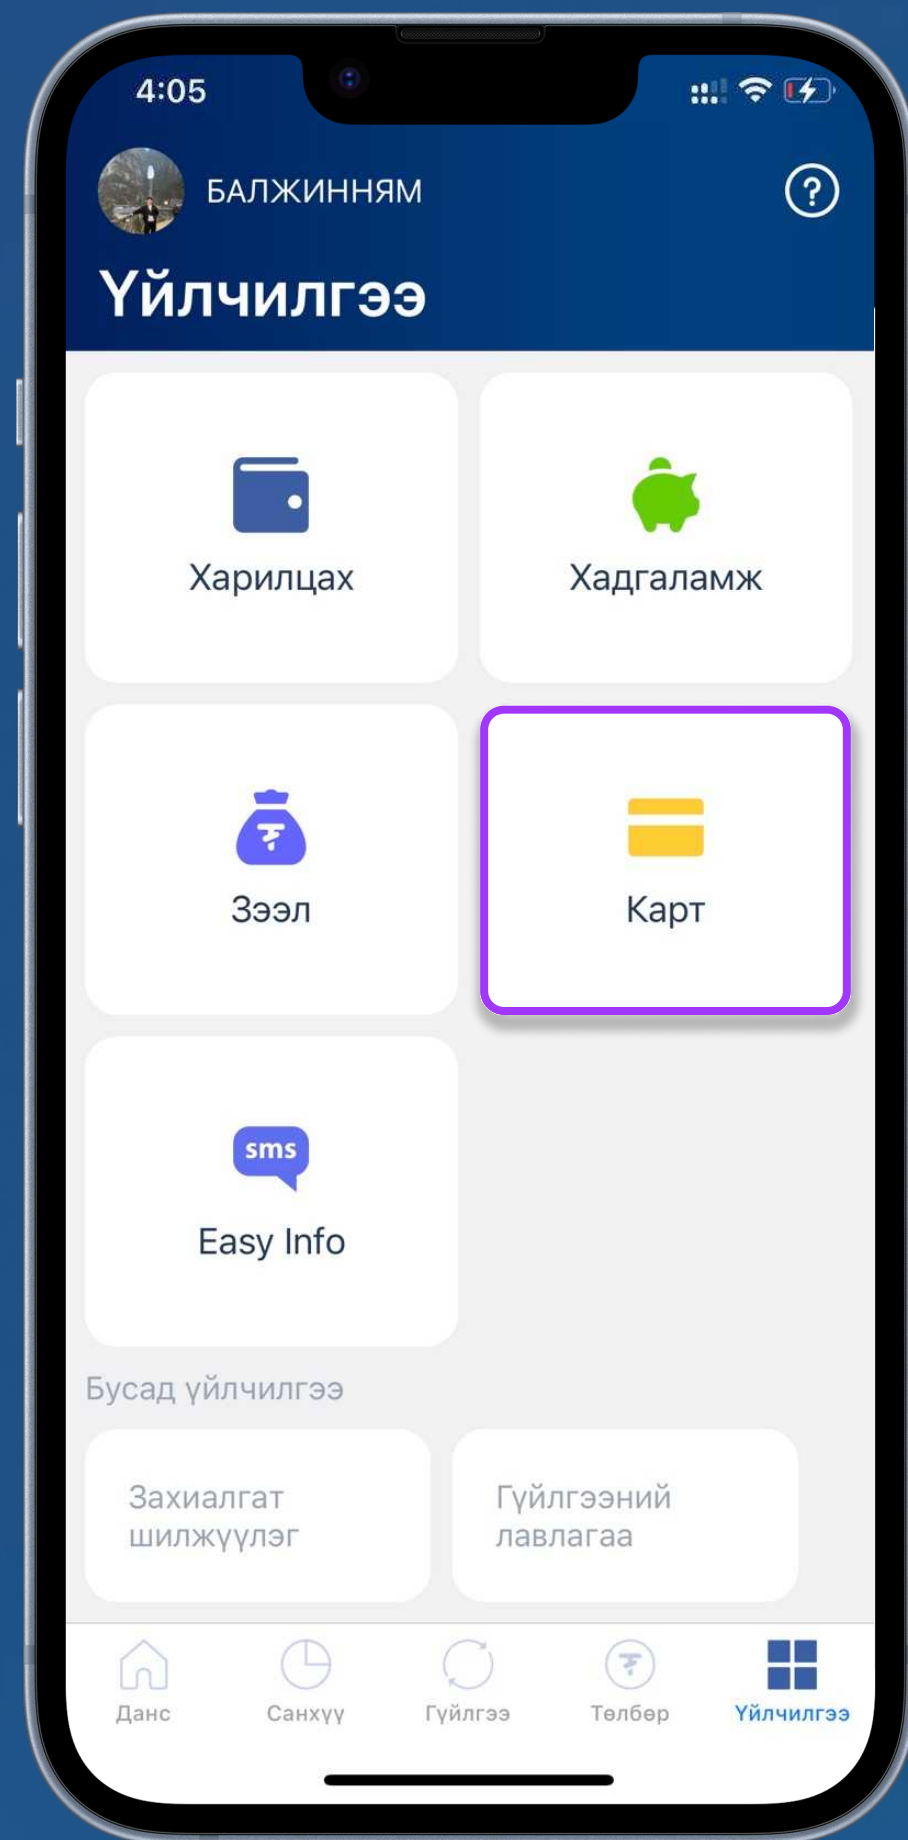 4:05
БАЛЖИННЯМ
?
Үйлчилгээ
Харилцах
Хадгаламж
₮
Зээл
Карт
sms
Easy Info
Бусад үйлчилгээ
Захиалгат
шилжүүлэг
Гүйлгээний
лавлагаа
₮
Данс
Санхүү
Гүйлгээ
Төлбөр
Үйлчилгээ